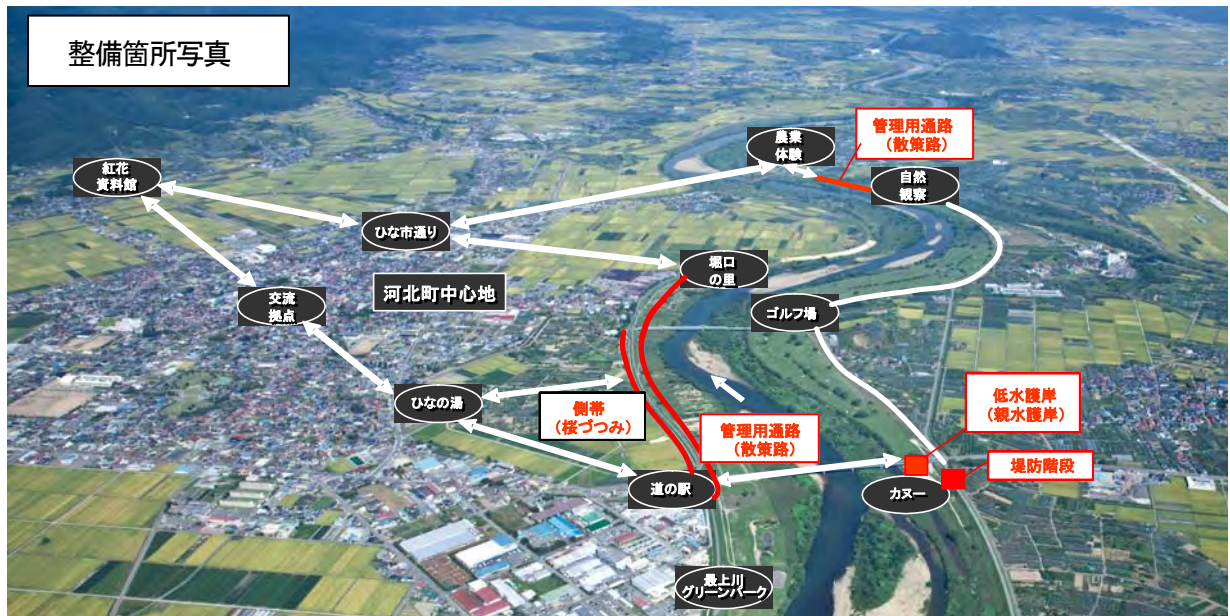 整備箇所写真
管理用通路
（散策路）
農業
体験
紅花
資料館
自然
観察
ひな市通り
堀口
の里
河北町中心地
交流
拠点
ゴルフ場
低水護岸
（親水護岸）
ひなの湯
側帯
（桜づつみ）
管理用通路
（散策路）
堤防階段
道の駅
カヌー
最上川
グリーンパーク